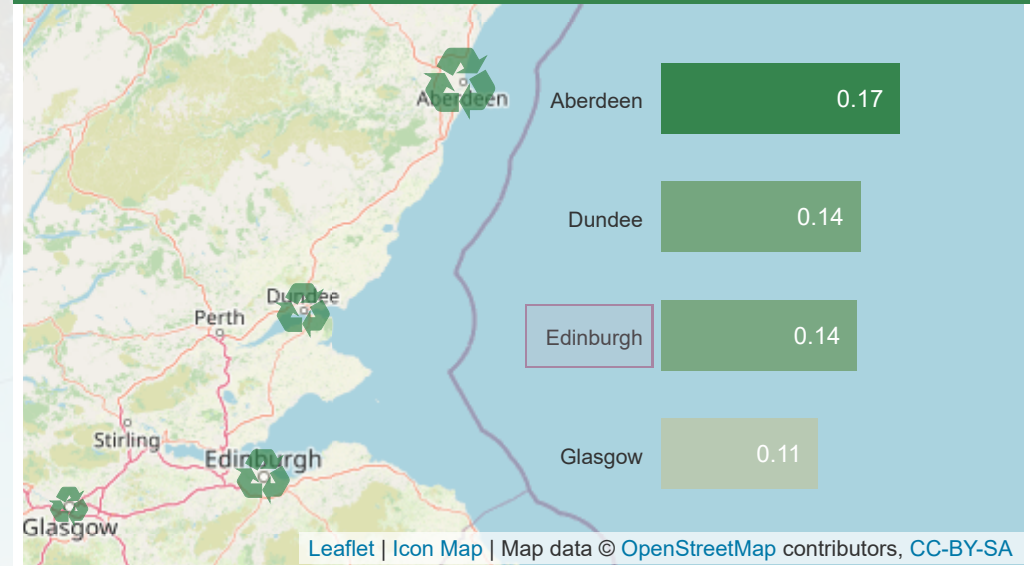 Aberdeen
Aberdeen 0.17
Dundee 0.14
Dundee
Perth
Edinburgh 0.14
Stirling
Edinburgh
Glasgow 0.11
Glasgow
Leaflet | Icon Map | Map data © OpenStreetMap contributors, CC-BY-SA